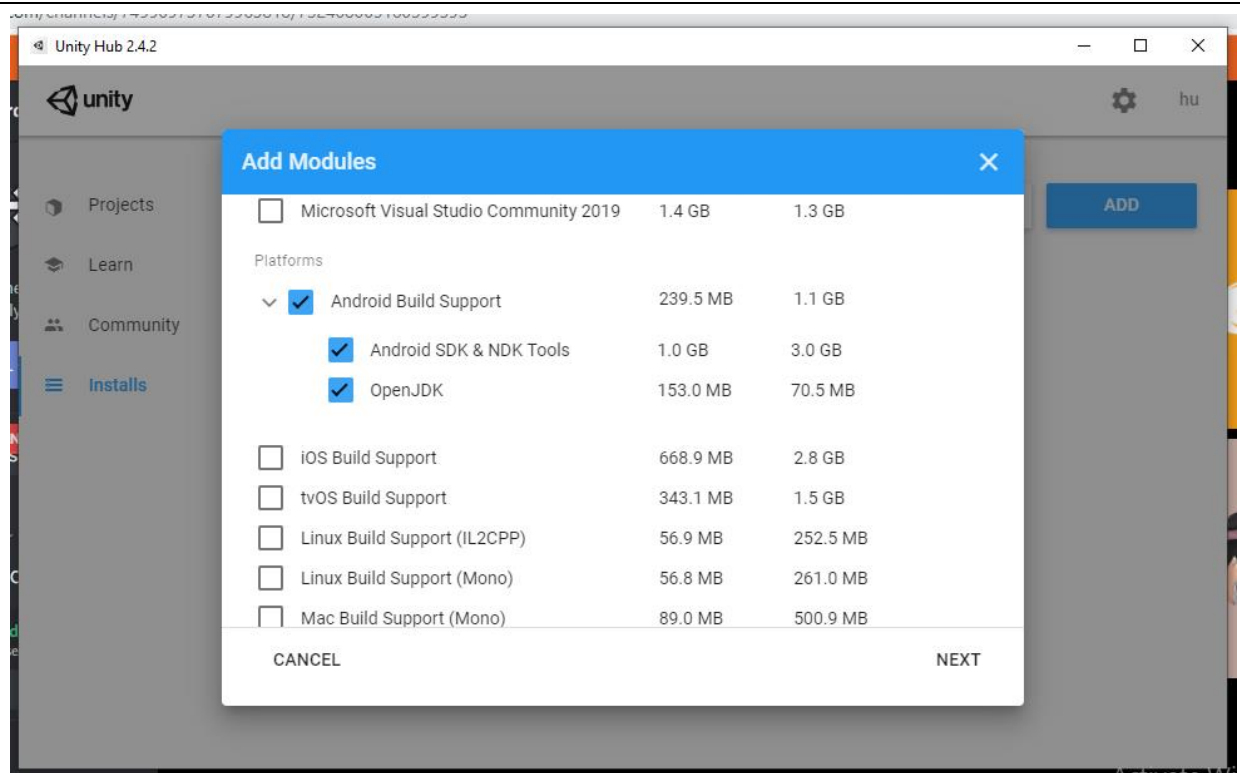 Unity Hub 2.4.2
unity
hu
Add Modules
Projects
Learn
Community
Installs
ADD
Microsoft Visual Studio Community 2019 1.4 GB 1.3 GB
Platforms
Android Build Support 239.5 MB 1.1 GB
Android SDK & NDK Tools 1.0 GB 3.0 GB
OpenJDK 153.0 MB 70.5 MB
iOS Build Support 668.9 MB 2.8 GB
tvOS Build Support 343.1 MB 1.5 GB
Linux Build Support (IL2CPP) 56.9 MB 252.5 MB
Linux Build Support (Mono) 56.8 MB 261.0 MB
Mac Build Support (Mono) 89.0 MB 500.9 MB
CANCEL NEXT